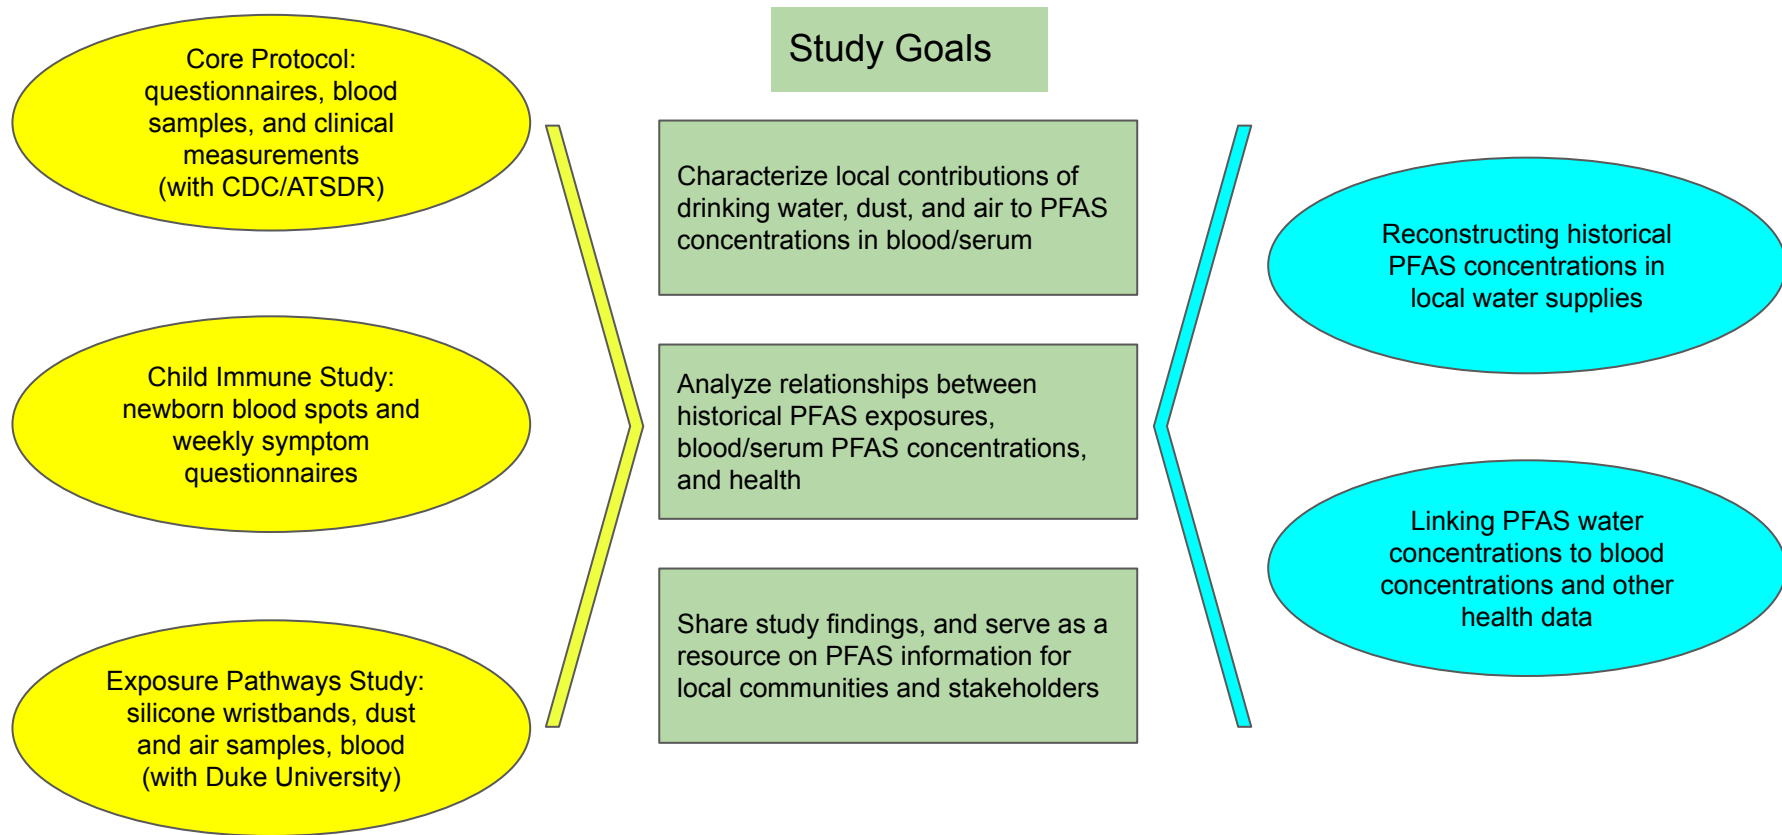 Study Goals
Core Protocol:
questionnaires, blood
samples, and clinical
measurements
(with CDC/ATSDR)
Child Immune Study:
newborn blood spots and
weekly symptom
questionnaires
Exposure Pathways Study:
silicone wristbands, dust
and air samples, blood
(with Duke University)
Characterize local contributions of
drinking water, dust, and air to PFAS
concentrations in blood/serum
Analyze relationships between
historical PFAS exposures,
blood/serum PFAS concentrations,
and health
Share study findings, and serve as a
resource on PFAS information for
local communities and stakeholders
Reconstructing historical
PFAS concentrations in
local water supplies
Linking PFAS water
concentrations to blood
concentrations and other
health data